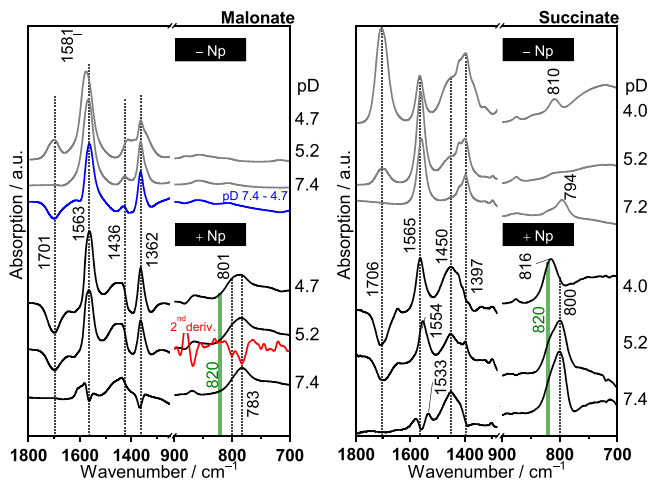 Malonate
1581
– Np
pD
4.7
5.2
7.4
pD 7.4 - 4.7
1701
1563
1436
1362
+ Np
801
4.7
2nd deriv.
5.2
820
7.4
783
Absorption / a.u.
1800 1600 1400 900 800 700
Wavenumber / cm–1
Succinate
– Np
810
pD
4.0
5.2
794
7.2
1706
1565
1450
1397
+ Np
816
4.0
820
800
1554
5.2
1533
7.4
Absorption / a.u.
1800 1600 1400 900 800 700
Wavenumber / cm–1